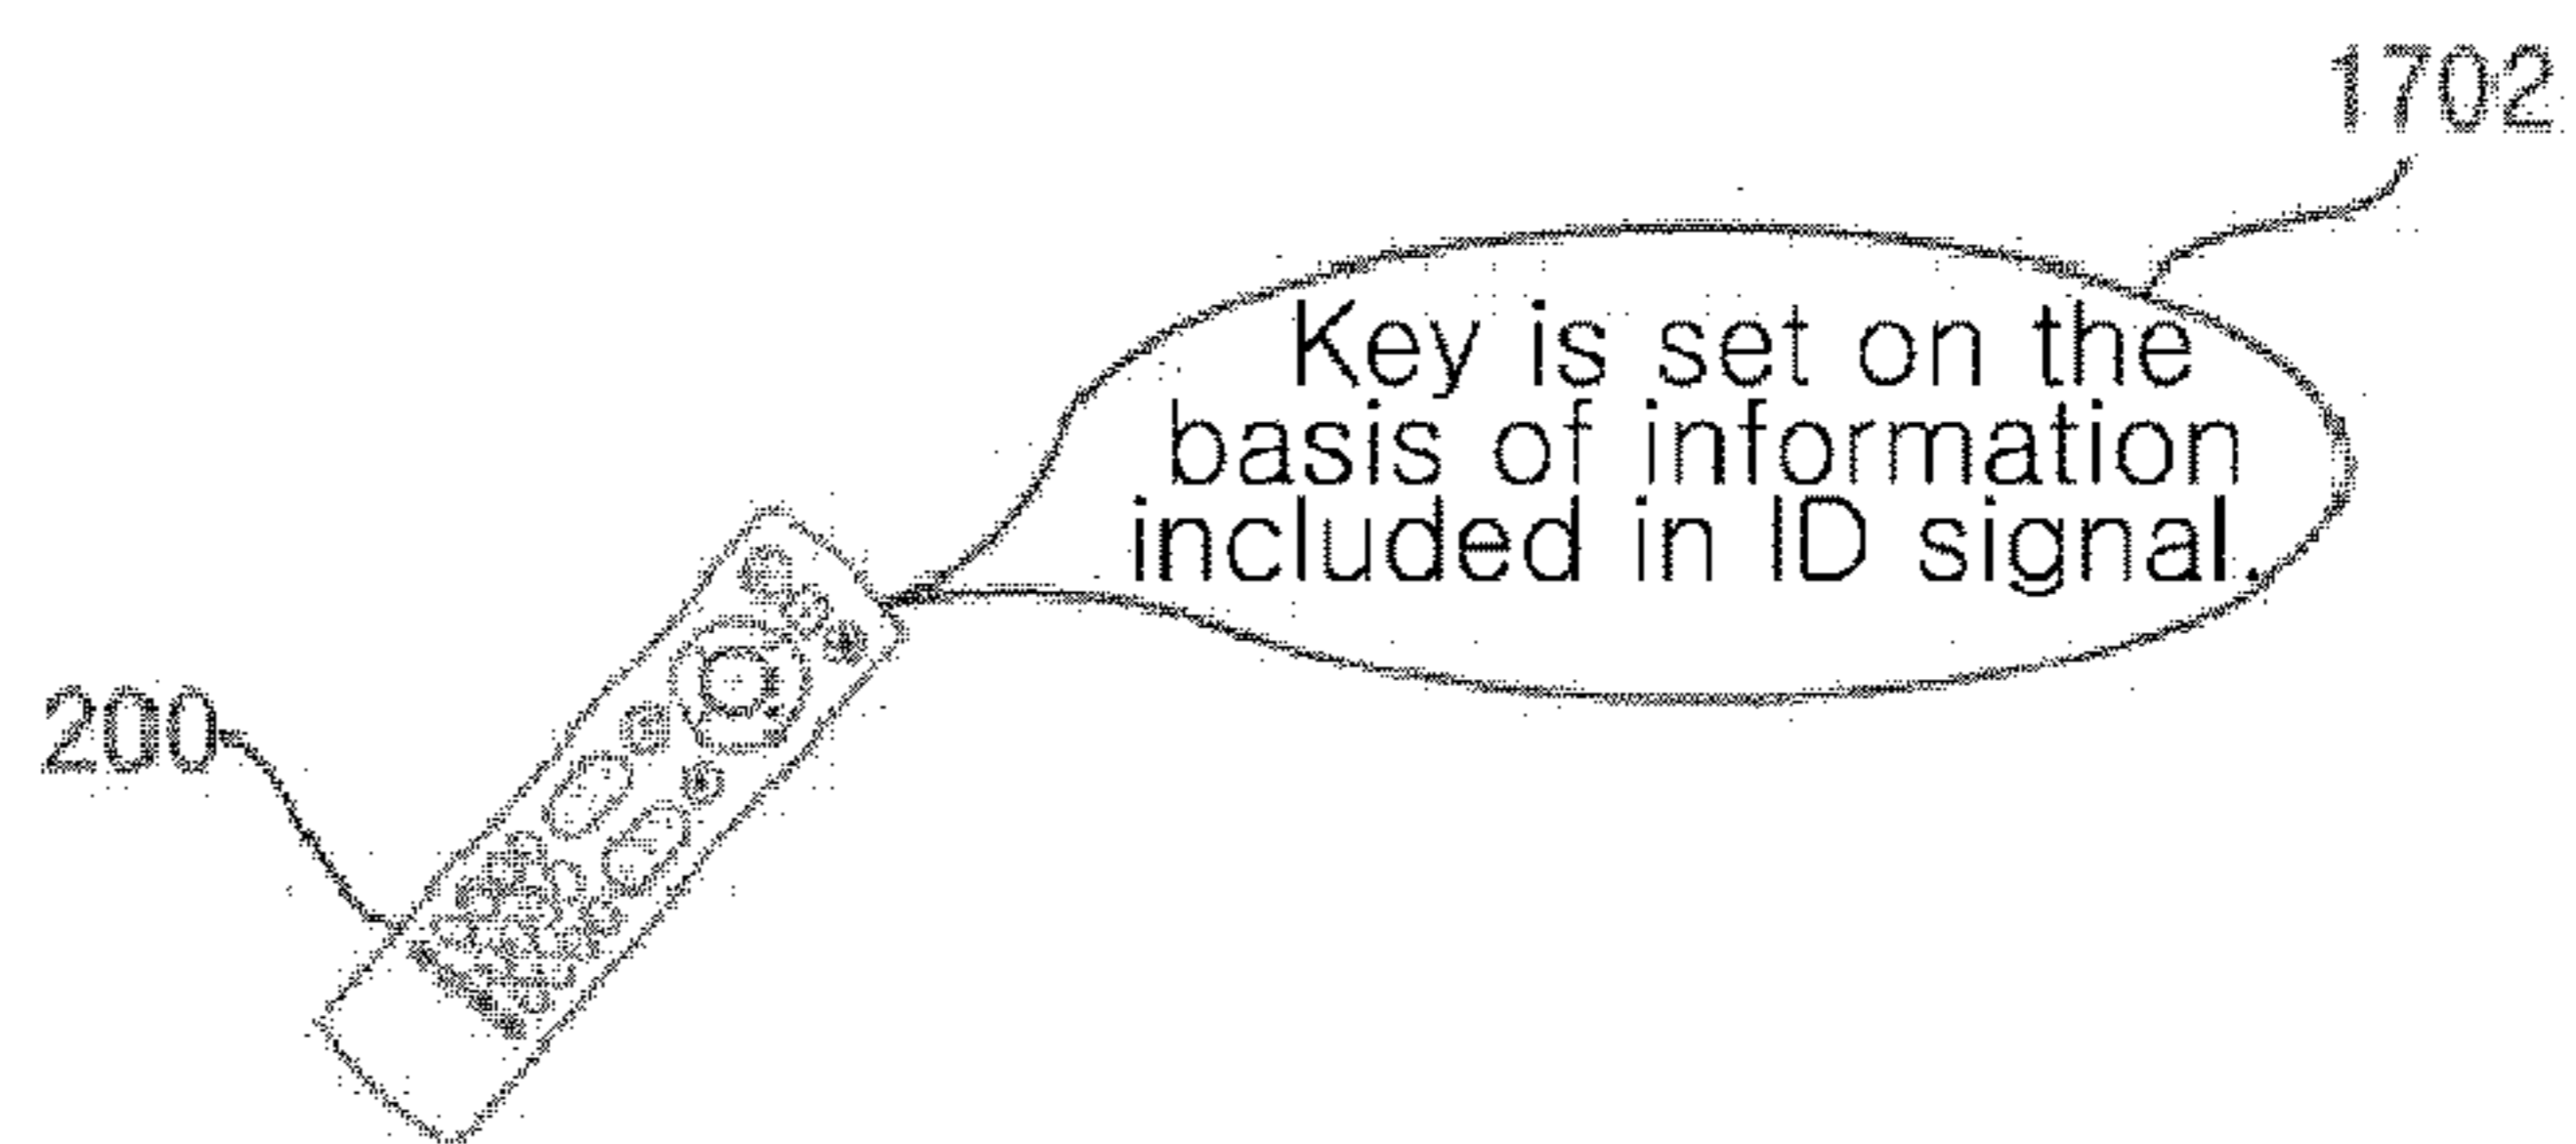 1702
Key is set on the
basis of information
included in ID signal.
200